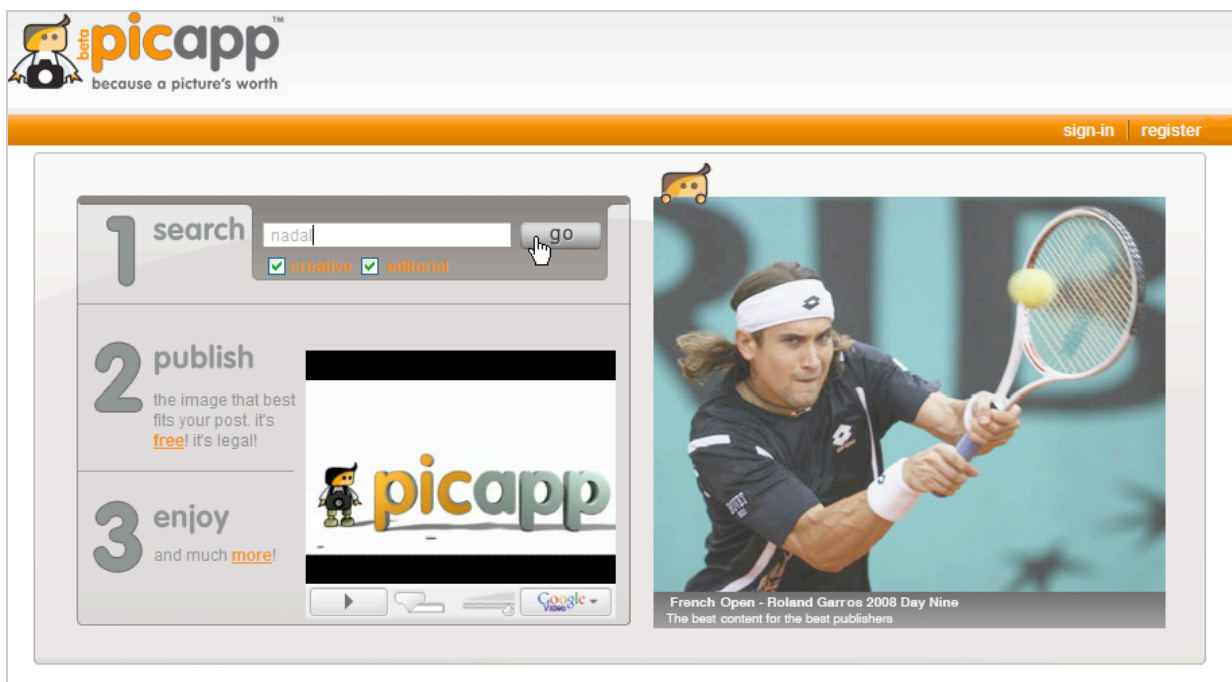 beta picapp™
because a picture's worth
sign-in register
1 search nadal go
creative editorial
2 publish
the image that best
fits your post. it's
free! it's legal!
picapp
3 enjoy
and much more!
Google
Video
French Open - Roland Garros 2008 Day Nine
The best content for the best publishers